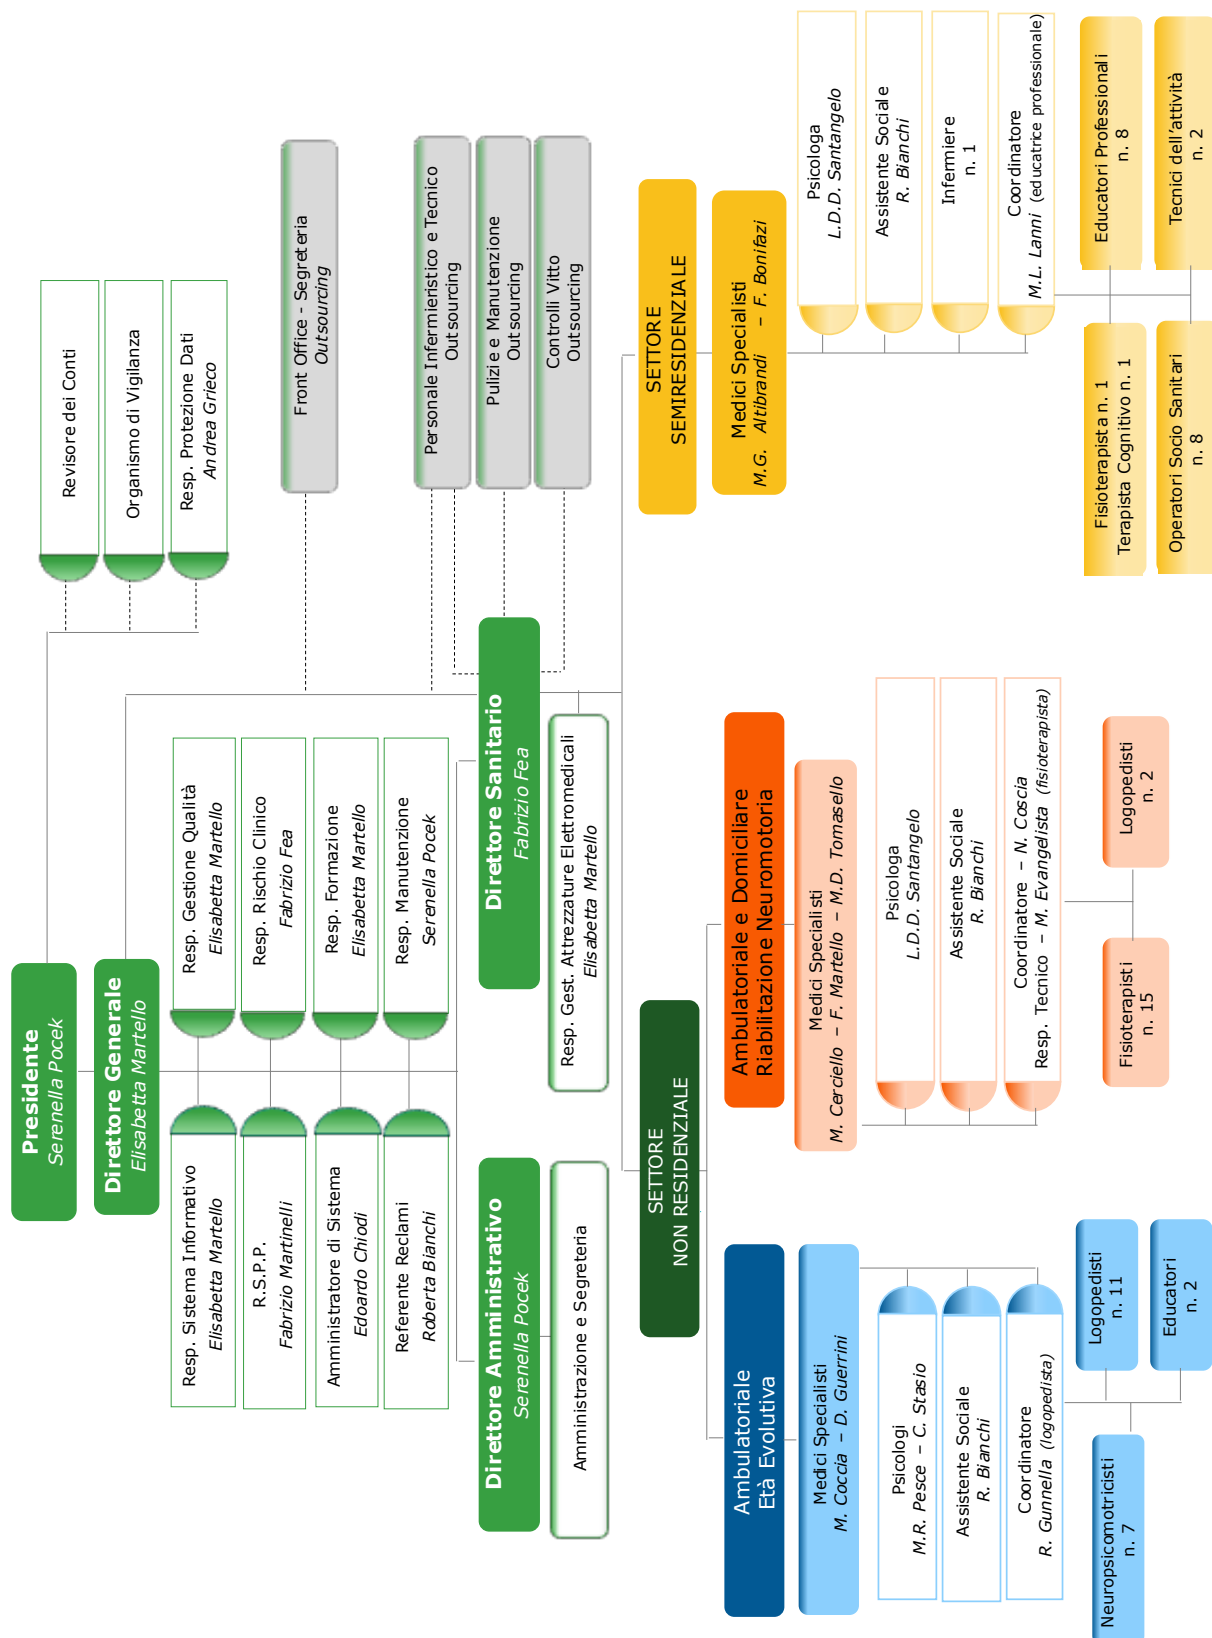 Presidente
Serenella Pocek
Direttore Generale
Elisabetta Martello
Revisore dei Conti
Organismo di Vigilanza
Resp. Protezione Dati
Andrea Grieco
Resp. Sistema Informativo
Elisabetta Martello
Resp. Gestione Qualità
Elisabetta Martello
R.S.P.P.
Fabrizio Martinelli
Resp. Rischio Clinico
Fabrizio Fea
Amministratore di Sistema
Edoardo Chiodi
Resp. Formazione
Elisabetta Martello
Referente Reclami
Roberta Bianchi
Resp. Manutenzione
Serenella Pocek
Front Office - Segreteria
Outsourcing
Personale Infermieristico e Tecnico
Outsourcing
Pulizie e Manutenzione
Outsourcing
Controlli Vitto
Outsourcing
Direttore Amministrativo
Serenella Pocek
Direttore Sanitario
Fabrizio Fea
Amministrazione e Segreteria
Resp. Gest. Attrezzature Elettromedicali
Elisabetta Martello
SETTORE
NON RESIDENZIALE
SETTORE
SEMIRESIDENZIALE
Ambulatoriale
Età Evolutiva
Medici Specialisti
M. Coccia – D. Guerrini
Psicologi
M.R. Pesce – C. Stasio
Assistente Sociale
R. Bianchi
Coordinatore
R. Gunnella (logopedista)
Neuropsicomotricisti
n. 7
Logopedisti
n. 11
Educatori
n. 2
Ambulatoriale e Domiciliare
Riabilitazione Neuromotoria
Medici Specialisti
M. Cerciello – F. Martello – M.D. Tomasello
Psicologa
L.D.D. Santangelo
Assistente Sociale
R. Bianchi
Coordinatore – N. Coscia
Resp. Tecnico – M. Evangelista (fisioterapista)
Fisioterapisti
n. 15
Logopedisti
n. 2
Medici Specialisti
M.G. Altibrandi – F. Bonifazi
Psicologa
L.D.D. Santangelo
Assistente Sociale
R. Bianchi
Infermiere
n. 1
Coordinatore
M.L. Lanni (educatrice professionale)
Fisioterapista n. 1
Terapista Cognitivo n. 1
Educatori Professionali
n. 8
Operatori Socio Sanitari
n. 8
Tecnici dell'attività
n. 2